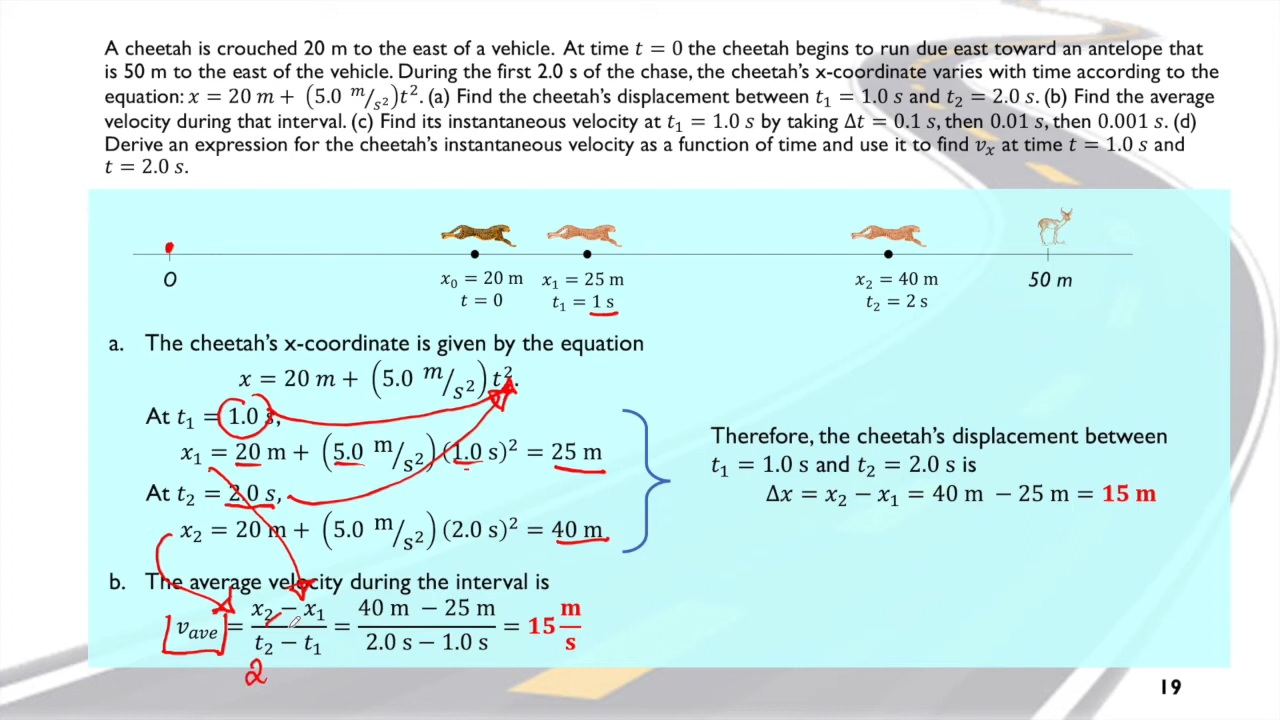 A cheetah is crouched 20 m to the east of a vehicle. At time t = 0 the cheetah begins to run due east toward an antelope that
is 50 m to the east of the vehicle. During the first 2.0 s of the chase, the cheetah's x-coordinate varies with time according to the
equation: x = 20 m + (5.0 m/s²)t². (a) Find the cheetah's displacement between t₁ = 1.0 s and t₂ = 2.0 s. (b) Find the average
velocity during that interval. (c) Find its instantaneous velocity at t₁ = 1.0 s by taking Δt = 0.1 s, then 0.01 s, then 0.001 s. (d)
Derive an expression for the cheetah's instantaneous velocity as a function of time and use it to find vₓ at time t = 1.0 s and
t = 2.0 s.
O
x₀ = 20 m
t = 0
x₁ = 25 m
t₁ = 1 s
x₂ = 40 m
t₂ = 2 s
50 m
a. The cheetah's x-coordinate is given by the equation
x = 20 m + (5.0 m/s²)t².
At t₁ = 1.0 s,
x₁ = 20 m + (5.0 m/s²)(1.0 s)² = 25 m
At t₂ = 2.0 s,
x₂ = 20 m + (5.0 m/s²)(2.0 s)² = 40 m
Therefore, the cheetah's displacement between
t₁ = 1.0 s and t₂ = 2.0 s is
Δx = x₂ − x₁ = 40 m − 25 m = 15 m
b. The average velocity during the interval is
v_ave = (x₂ − x₁)/(t₂ − t₁) = (40 m − 25 m)/(2.0 s − 1.0 s) = 15 m/s
2
19